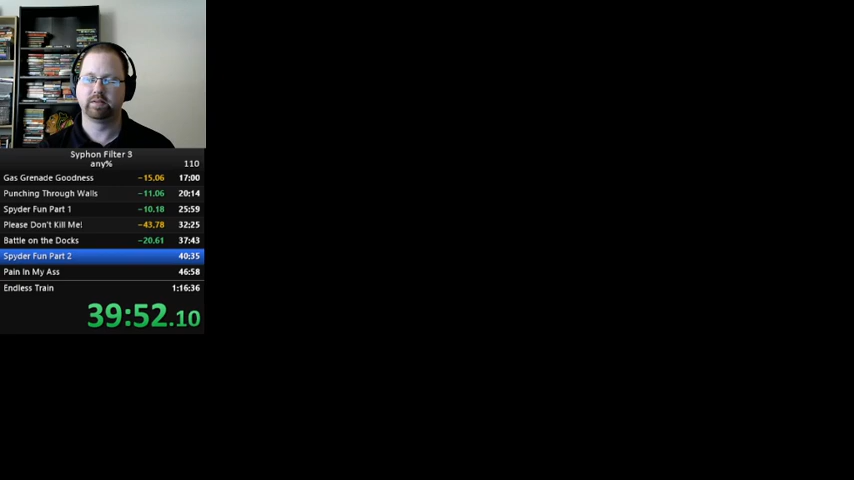 Syphon Filter 3
any% 110
Gas Grenade Goodness -15.06 17:00
Punching Through Walls -11.06 20:14
Spyder Fun Part 1 -10.18 25:59
Please Don't Kill Me! -43.78 32:25
Battle on the Docks -20.61 37:43
Spyder Fun Part 2 40:35
Pain In My Ass 46:58
Endless Train 1:16:36
39:52.10